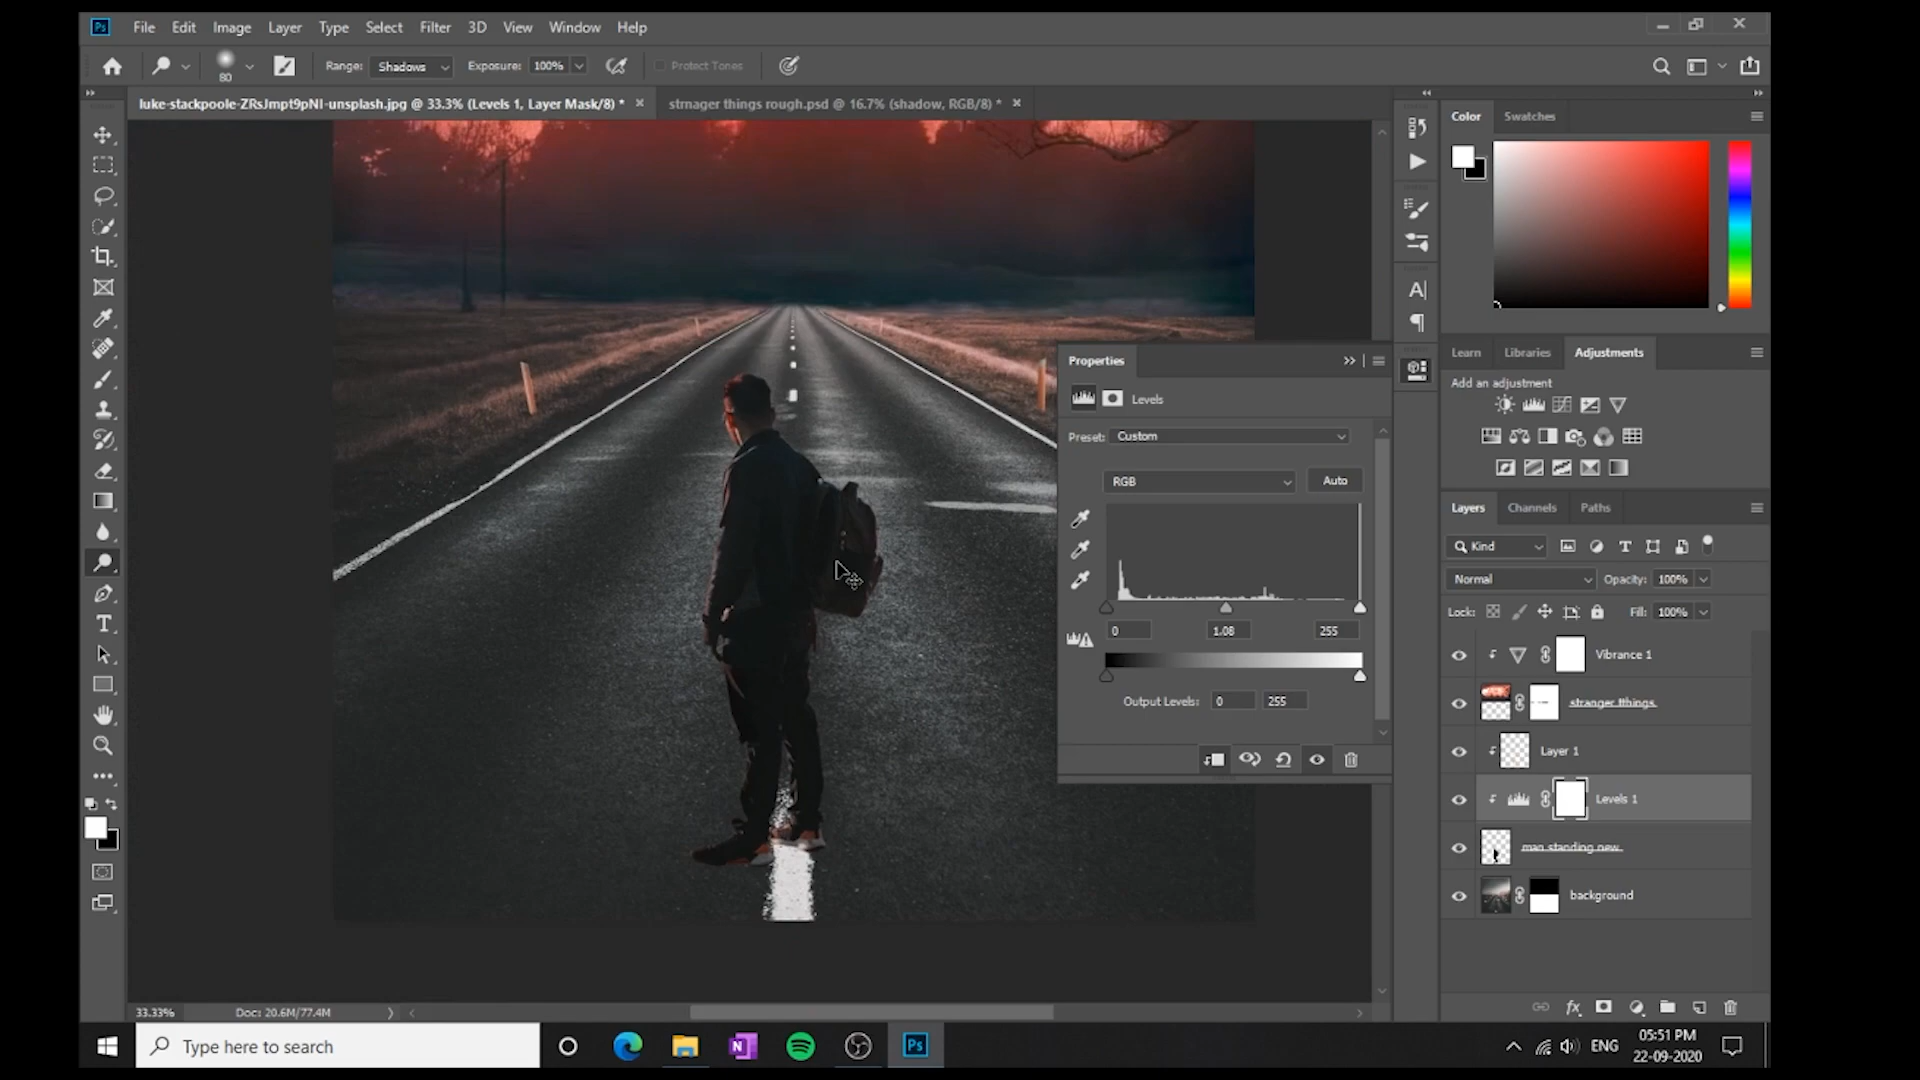 Ps File Edit Image Layer Type Select Filter 3D View Window Help
80 Range: Shadows Exposure: 100% Protect Tones
luke-stackpoole-ZRsJmpt9pNI-unsplash.jpg @ 33.3% (Levels 1, Layer Mask/8) * ×
strnager things rough.psd @ 16.7% (shadow, RGB/8) * ×
Color Swatches
Learn Libraries Adjustments
Add an adjustment
Properties
Levels
Preset: Custom
RGB Auto
0 1.08 255
Output Levels: 0 255
Layers Channels Paths
Kind
Normal Opacity: 100%
Lock: Fill: 100%
Vibrance 1
stranger tthings
Layer 1
Levels 1
man standing new
background
33.33% Doc: 20.6M/77.4M
Type here to search
ENG
05:51 PM
22-09-2020